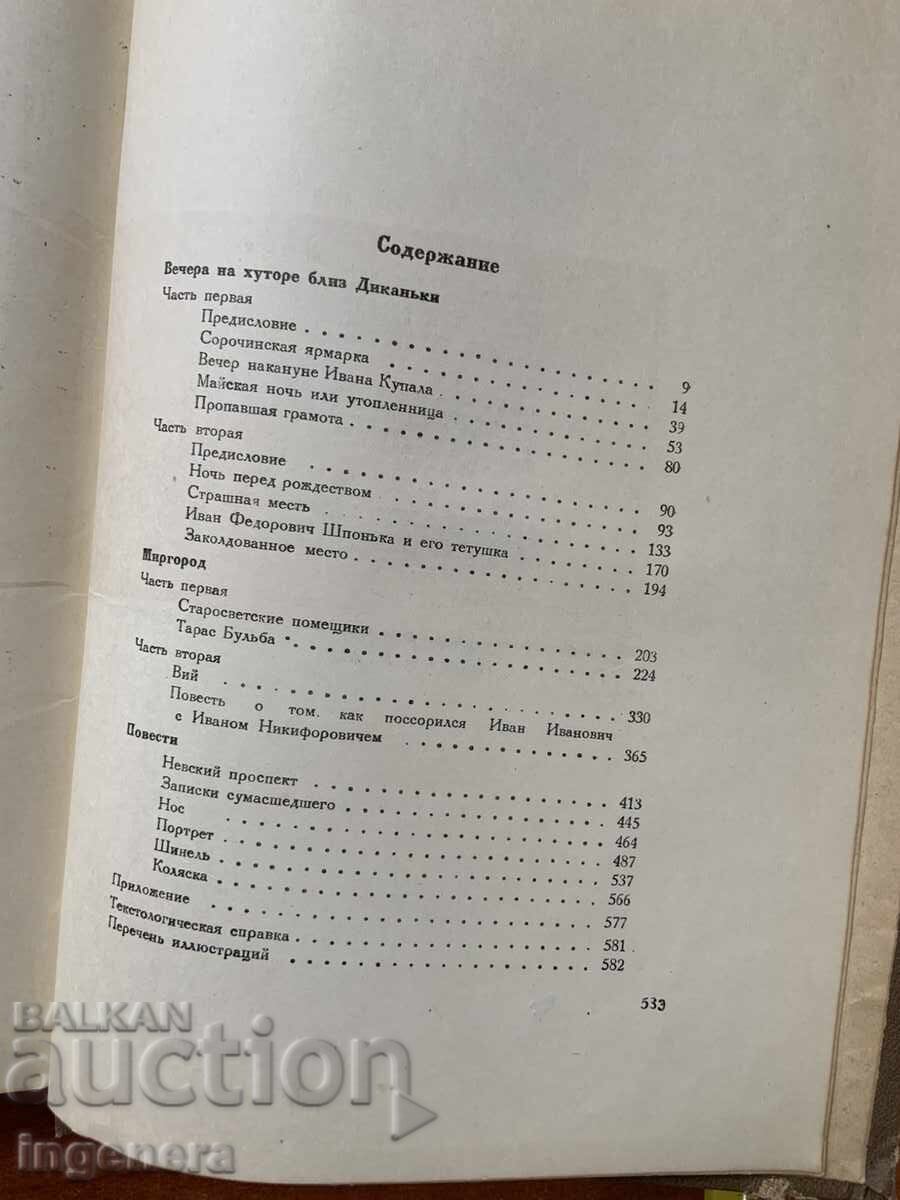 Содержание
Вечера на хуторе близ Диканьки
Часть первая
Предисловие 9
Сорочинская ярмарка 14
Вечер накануне Ивана Купала 39
Майская ночь или утопленница 53
Пропавшая грамота 80
Часть вторая
Предисловие 90
Ночь перед рождеством 93
Страшная месть 133
Иван Федорович Шпонька и его тетушка 170
Заколдованное место 194
Миргород
Часть первая
Старосветские помещики 203
Тарас Бульба 224
Часть вторая
Вий 330
Повесть о том. как поссорился Иван Иванович
с Иваном Никифоровичем 365
Повести
Невский проспект 413
Записки сумасшедшего 445
Нос 464
Портрет 487
Шинель 537
Коляска 566
Приложение 577
Текстологическая справка 581
Перечень иллюстраций 582
533
BALKAN
auction
ingenera